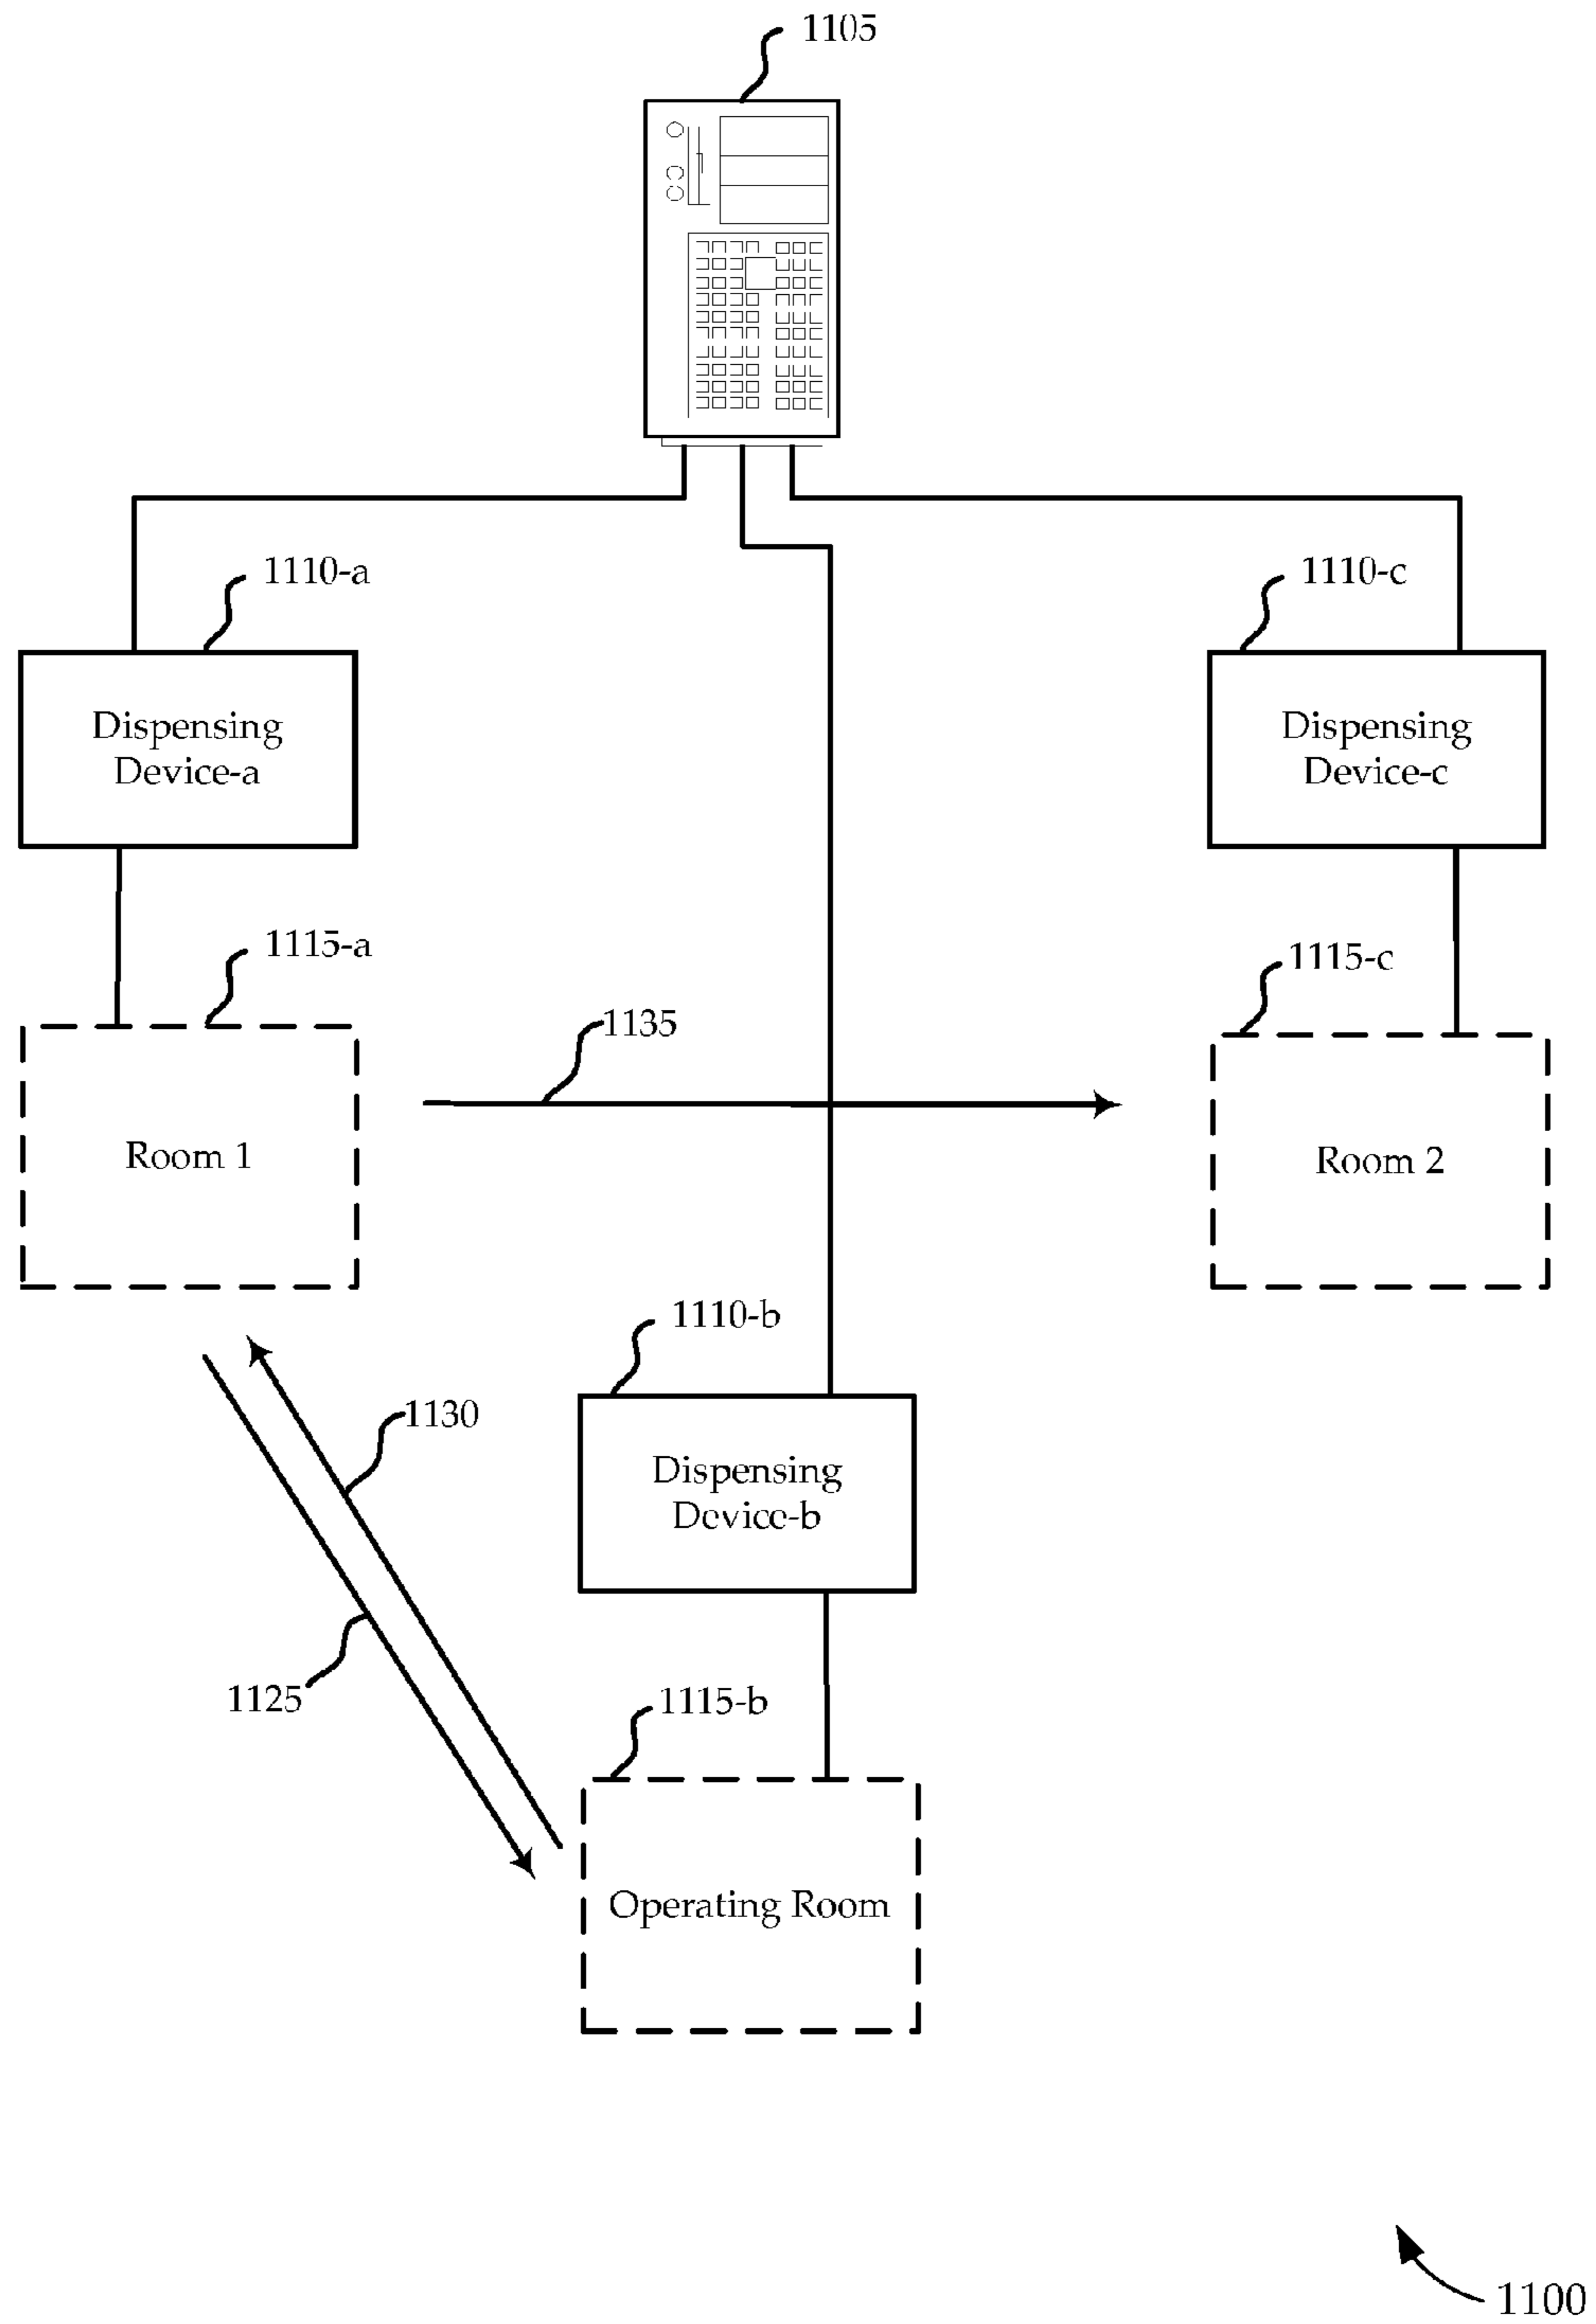 1105
1110-a
1110-c
Dispensing
Device-a
Dispensing
Device-c
1115-a
1115-c
1135
Room 1
Room 2
1110-b
1130
Dispensing
Device-b
1125
1115-b
Operating Room
1100